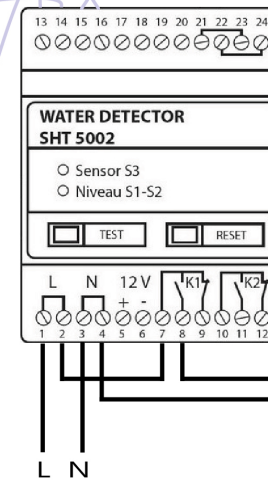 13 14 15 16 17 18 19 20 21 22 23 24
WATER DETECTOR
SHT 5002
Sensor S3
Niveau S1-S2
TEST RESET
L N 12 V K1 K2
+ -
1 2 3 4 5 6 7 8 9 10 11 12
L N